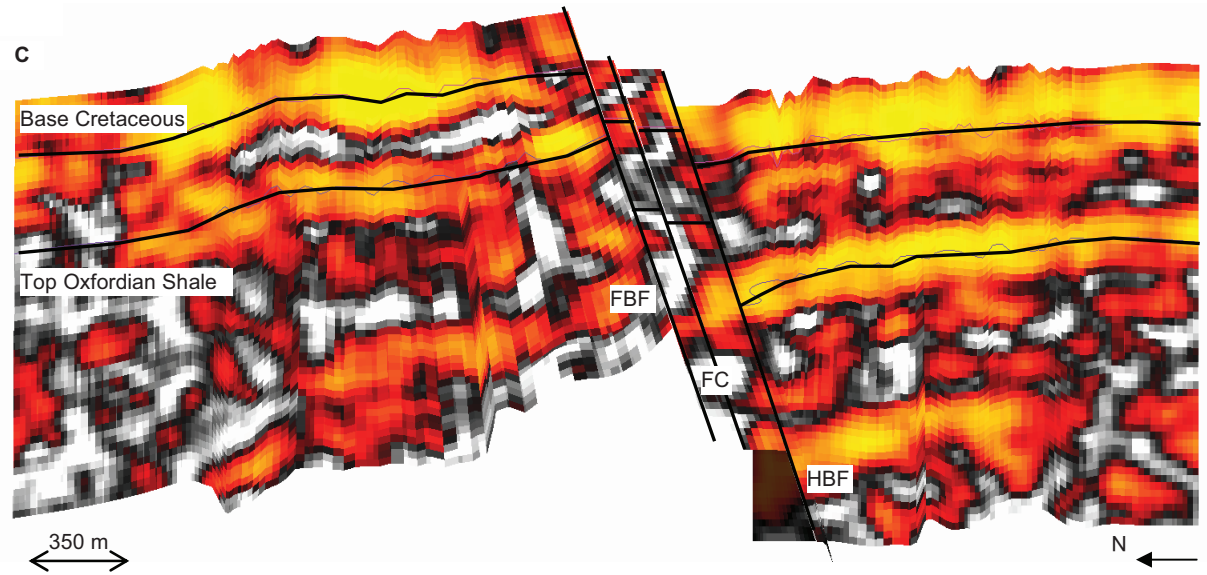 C
Base Cretaceous
Top Oxfordian Shale
FBF
FC
HBF
350 m
N